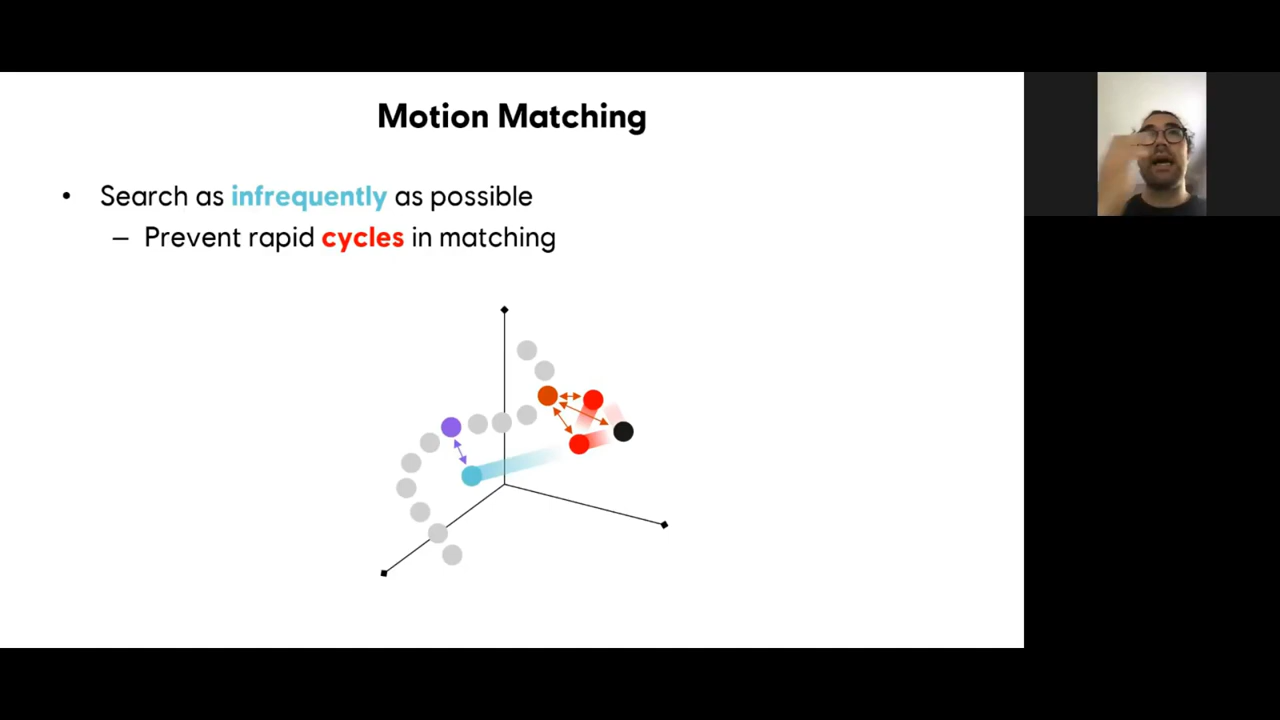 Motion Matching
• Search as infrequently as possible
– Prevent rapid cycles in matching